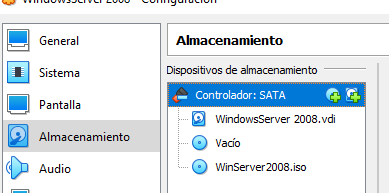 WindowsServer 2008 - Configuración
General
Sistema
Pantalla
Almacenamiento
Audio
Almacenamiento
Dispositivos de almacenamiento
Controlador: SATA
WindowsServer 2008.vdi
Vacío
WinServer2008.iso